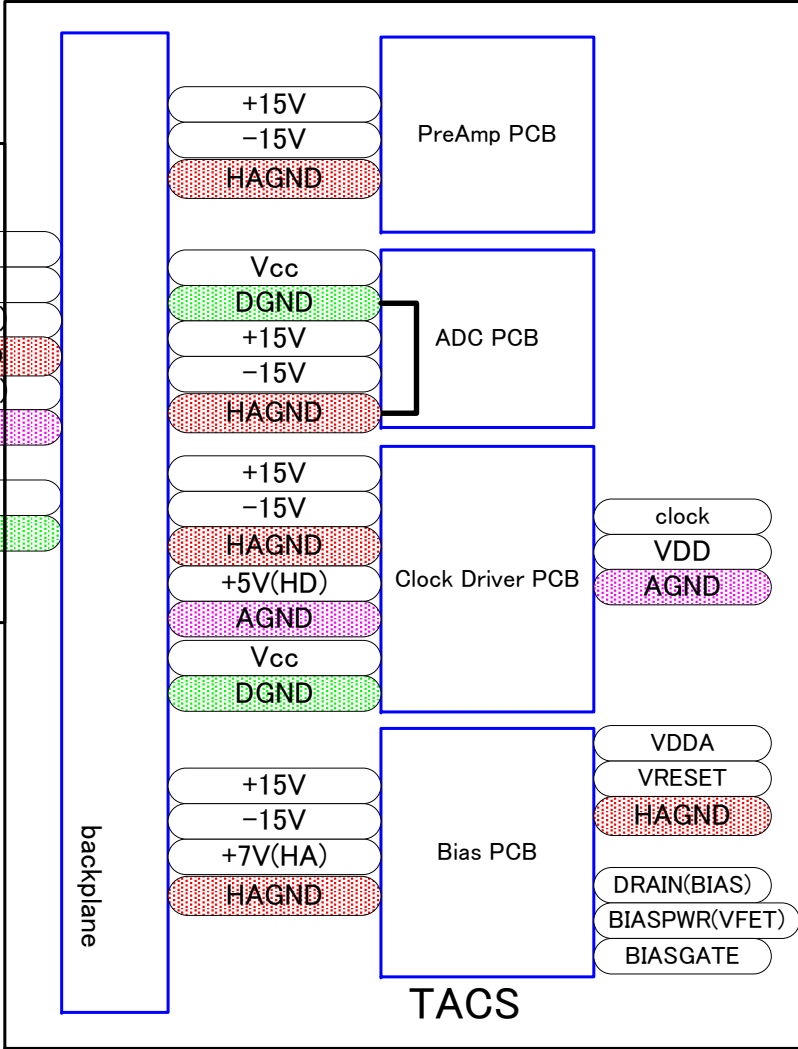 backplane
+15V
-15V
HAGND
PreAmp PCB
Vcc
DGND
+15V
-15V
HAGND
ADC PCB
+15V
-15V
HAGND
+5V(HD)
AGND
Vcc
DGND
Clock Driver PCB
clock
VDD
AGND
+15V
-15V
+7V(HA)
HAGND
Bias PCB
VDDA
VRESET
HAGND
DRAIN(BIAS)
BIASPWR(VFET)
BIASGATE
TACS